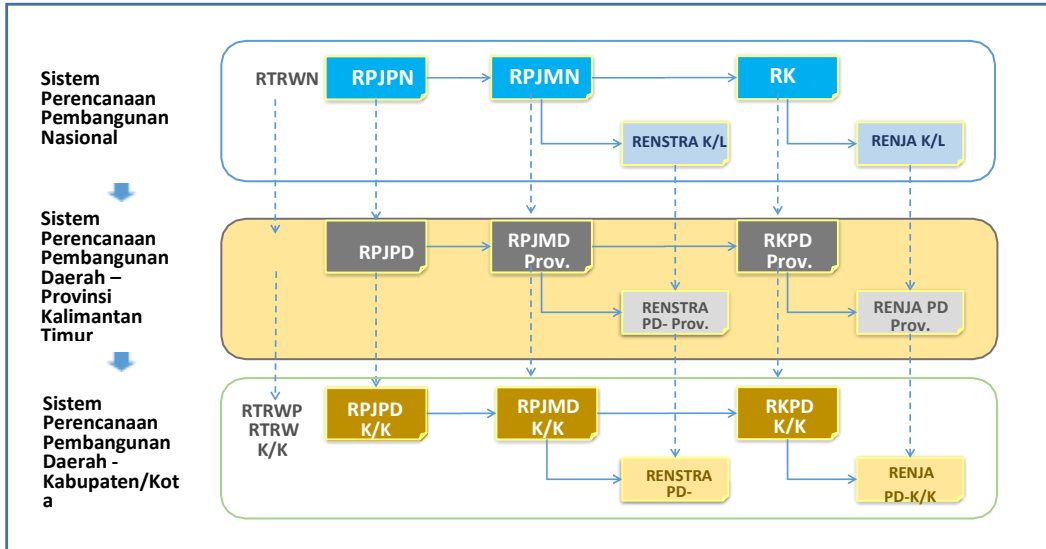 Sistem
Perencanaan
Pembangunan
Nasional
RTRWN
RPJPN
RPJMN
RK
RENSTRA K/L
RENJA K/L
Sistem
Perencanaan
Pembangunan
Daerah –
Provinsi
Kalimantan
Timur
RPJPD
RPJMD
Prov.
RKPD
Prov.
RENSTRA
PD- Prov.
RENJA PD
Prov.
Sistem
Perencanaan
Pembangunan
Daerah -
Kabupaten/Kot
a
RTRWP
RTRW
K/K
RPJPD
K/K
RPJMD
K/K
RKPD
K/K
RENSTRA
PD-
RENJA
PD-K/K